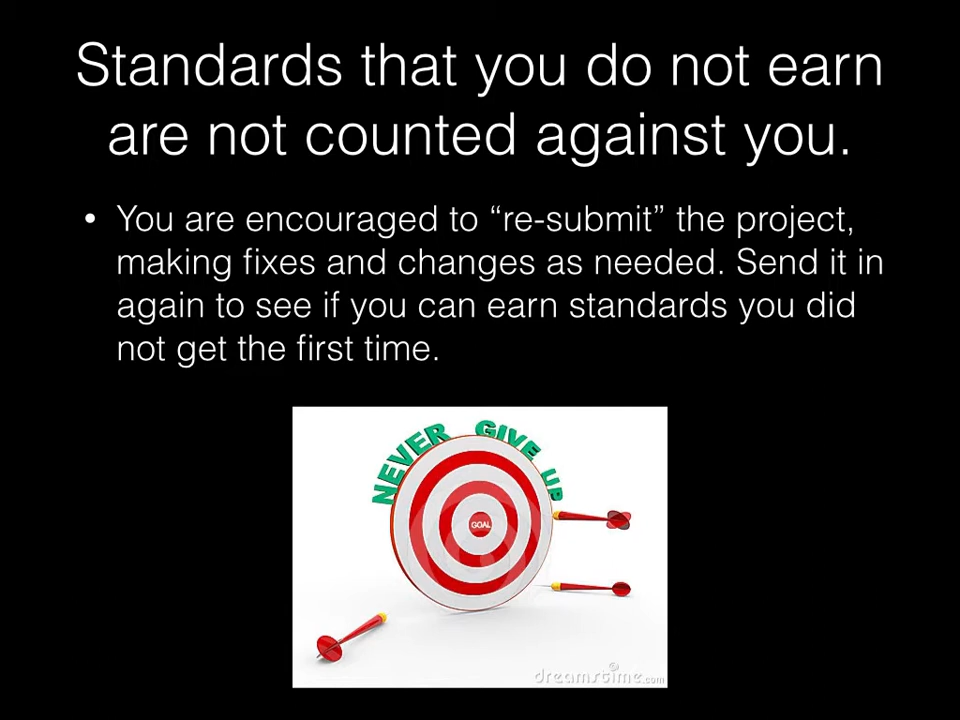 Standards that you do not earn
are not counted against you.
• You are encouraged to “re-submit” the project,
making fixes and changes as needed. Send it in
again to see if you can earn standards you did
not get the first time.
NEVER GIVE UP
GOAL
dreamstime.com